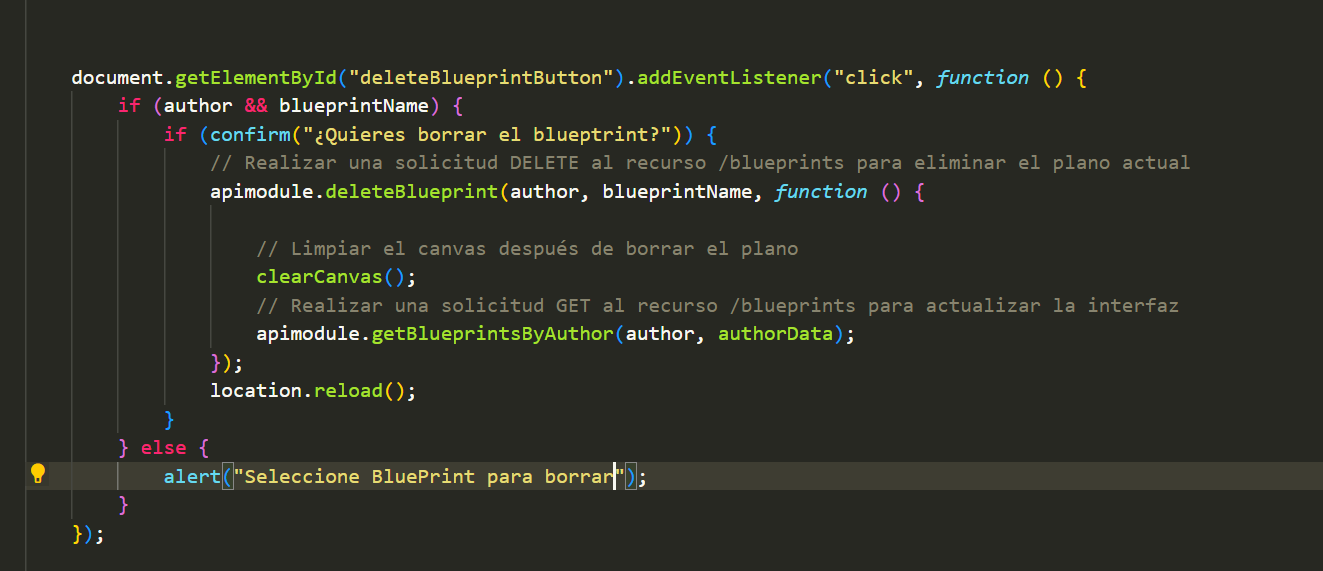 document.getElementById("deleteBlueprintButton").addEventListener("click", function () {
if (author && blueprintName) {
if (confirm("¿Quieres borrar el blueptrint?")) {
// Realizar una solicitud DELETE al recurso /blueprints para eliminar el plano actual
apimodule.deleteBlueprint(author, blueprintName, function () {
// Limpiar el canvas después de borrar el plano
clearCanvas();
// Realizar una solicitud GET al recurso /blueprints para actualizar la interfaz
apimodule.getBlueprintsByAuthor(author, authorData);
});
location.reload();
}
} else {
alert("Seleccione BluePrint para borrar");
}
});